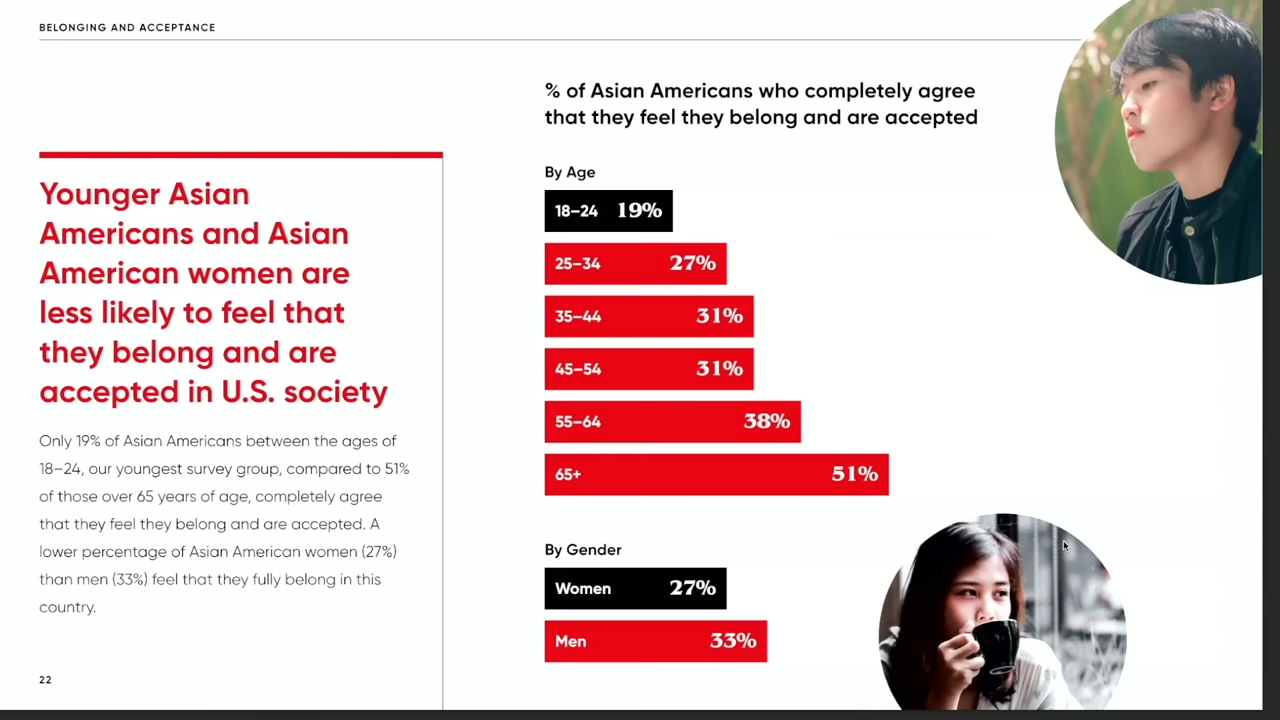 BELONGING AND ACCEPTANCE
Younger Asian
Americans and Asian
American women are
less likely to feel that
they belong and are
accepted in U.S. society
Only 19% of Asian Americans between the ages of
18–24, our youngest survey group, compared to 51%
of those over 65 years of age, completely agree
that they feel they belong and are accepted. A
lower percentage of Asian American women (27%)
than men (33%) feel that they fully belong in this
country.
22
% of Asian Americans who completely agree
that they feel they belong and are accepted
By Age
18–24 19%
25–34 27%
35–44 31%
45–54 31%
55–64 38%
65+ 51%
By Gender
Women 27%
Men 33%